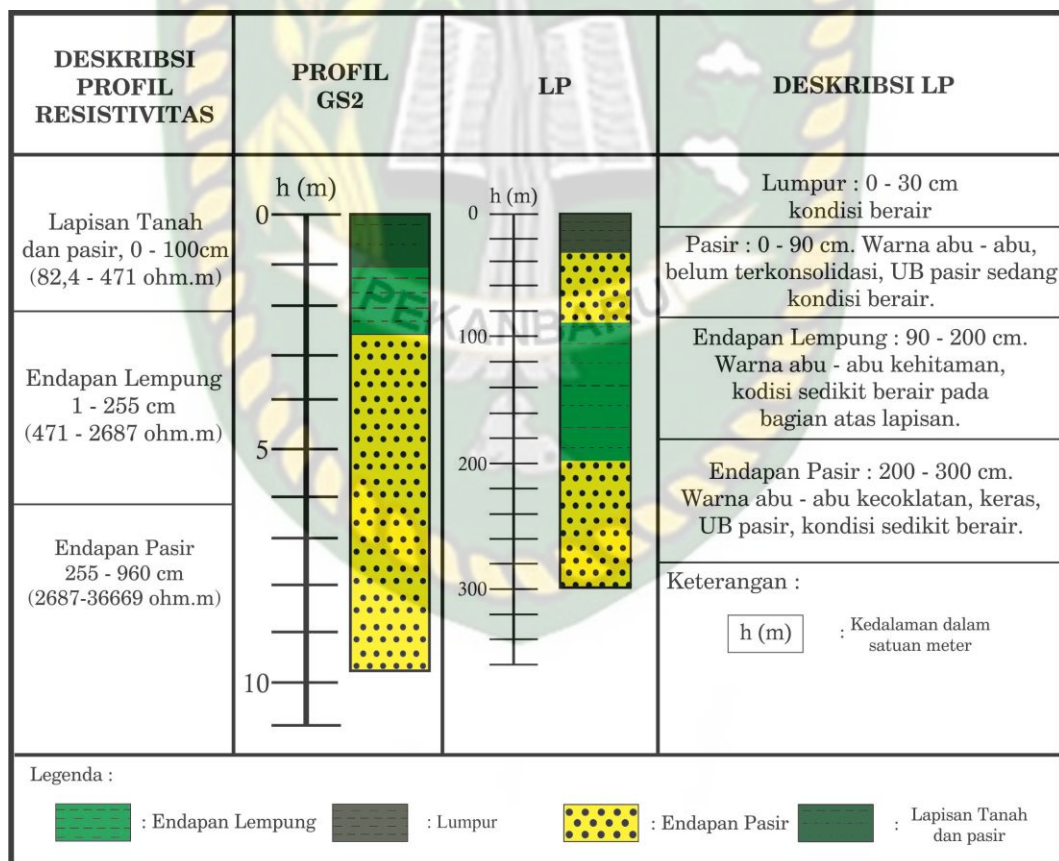 DESKRIBSI
PROFIL
RESISTIVITAS
PROFIL
GS2
LP
DESKRIBSI LP
Lapisan Tanah
dan pasir, 0 - 100cm
(82,4 - 471 ohm.m)
Endapan Lempung
1 - 255 cm
(471 - 2687 ohm.m)
Endapan Pasir
255 - 960 cm
(2687-36669 ohm.m)
h (m)
0
5
10
h (m)
0
100
200
300
PEKANBARU
Lumpur : 0 - 30 cm
kondisi berair
Pasir : 0 - 90 cm. Warna abu - abu,
belum terkonsolidasi, UB pasir sedang
kondisi berair.
Endapan Lempung : 90 - 200 cm.
Warna abu - abu kehitaman,
kodisi sedikit berair pada
bagian atas lapisan.
Endapan Pasir : 200 - 300 cm.
Warna abu - abu kecoklatan, keras,
UB pasir, kondisi sedikit berair.
Keterangan :
h (m) : Kedalaman dalam
satuan meter
Legenda :
: Endapan Lempung : Lumpur : Endapan Pasir : Lapisan Tanah
dan pasir